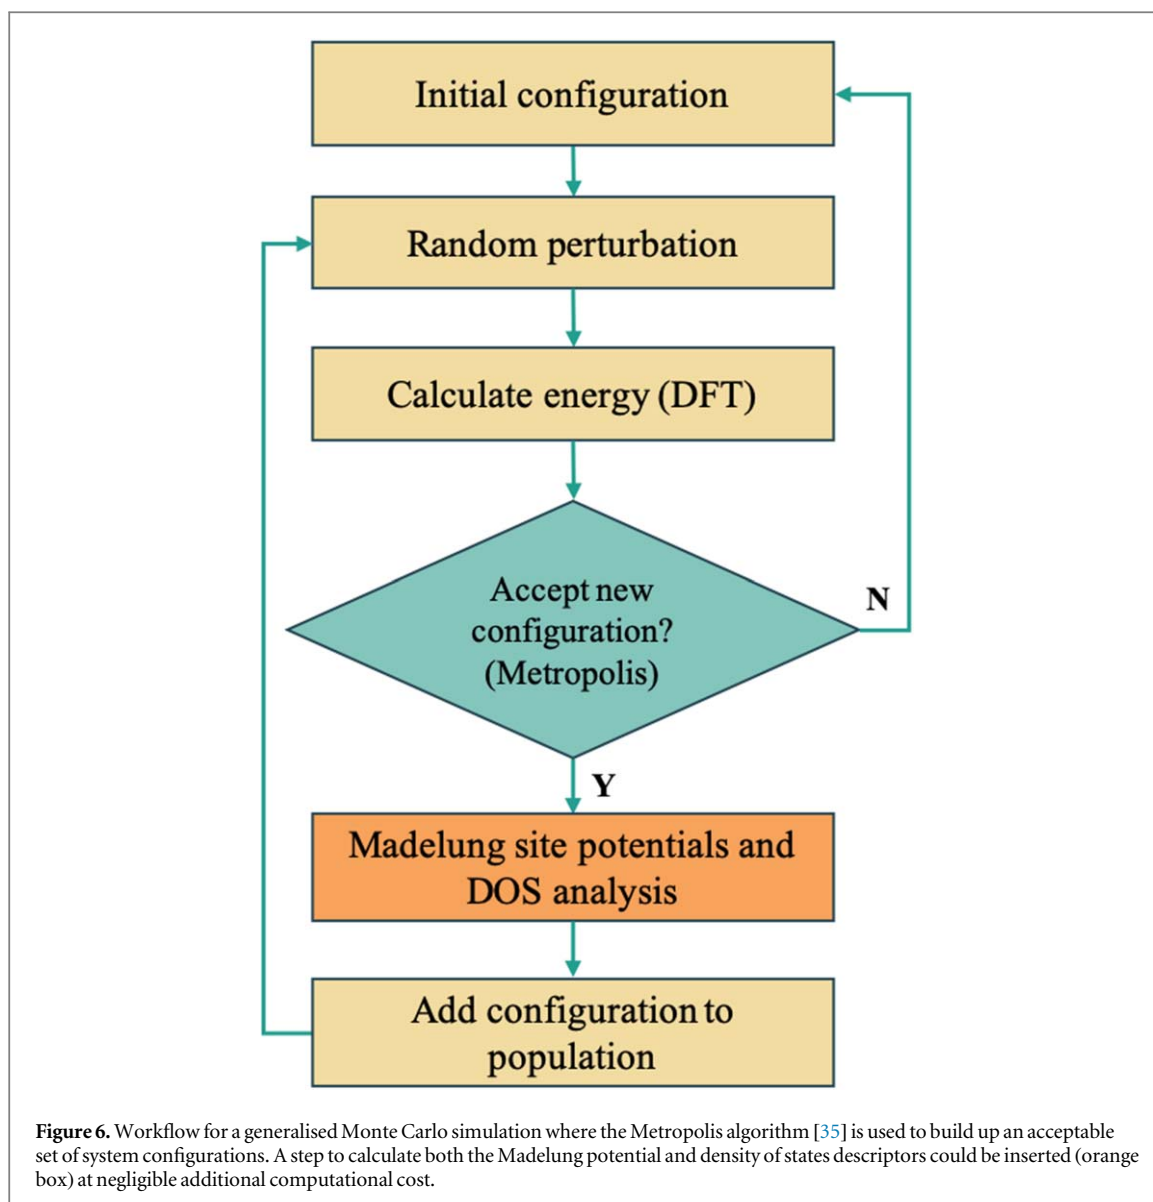 Initial configuration
Random perturbation
Calculate energy (DFT)
Accept new
configuration?
(Metropolis)
N
Y
Madelung site potentials and
DOS analysis
Add configuration to
population
Figure 6. Workflow for a generalised Monte Carlo simulation where the Metropolis algorithm [35] is used to build up an acceptable
set of system configurations. A step to calculate both the Madelung potential and density of states descriptors could be inserted (orange
box) at negligible additional computational cost.